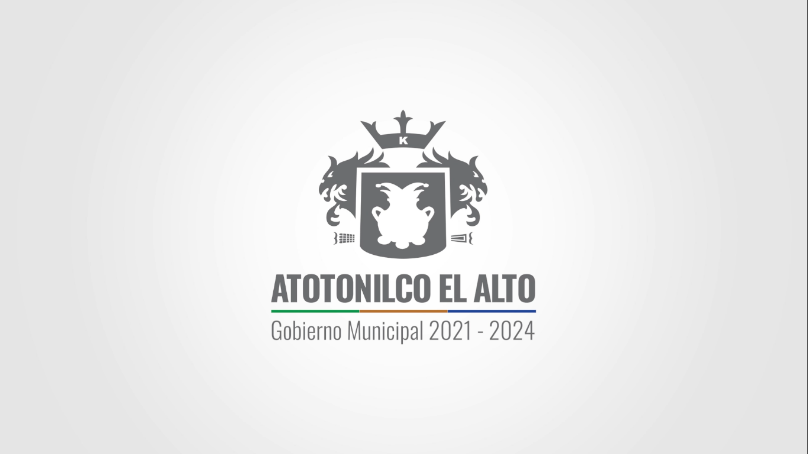 K
ATOTONILCO EL ALTO
Gobierno Municipal 2021 - 2024